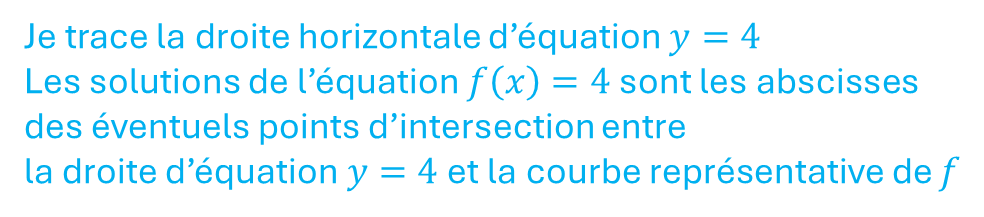 Je trace la droite horizontale d’équation y = 4
Les solutions de l’équation f(x) = 4 sont les abscisses
des éventuels points d’intersection entre
la droite d’équation y = 4 et la courbe représentative de f